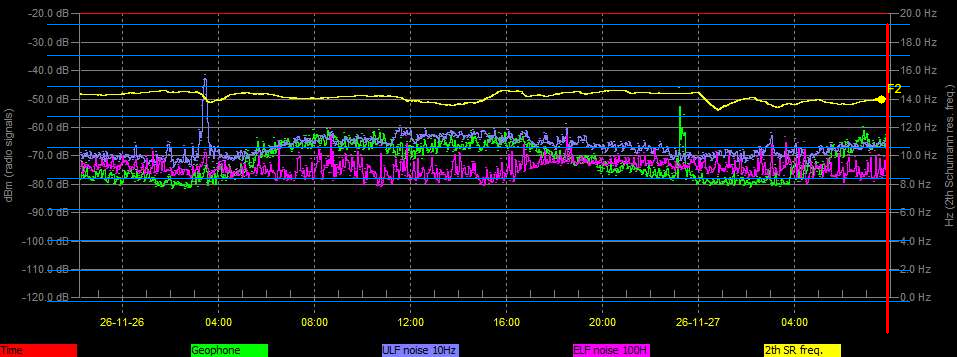 -20.0 dB 20.0 Hz
-30.0 dB 18.0 Hz
-40.0 dB 16.0 Hz
-50.0 dB F2 14.0 Hz
-60.0 dB 12.0 Hz
-70.0 dB 10.0 Hz
-80.0 dB 8.0 Hz
-90.0 dB 6.0 Hz
-100.0 dB 4.0 Hz
-110.0 dB 2.0 Hz
-120.0 dB 0.0 Hz
dBm (radio signals)
Hz (2th Schumann res. freq.)
26-11-26 04:00 08:00 12:00 16:00 20:00 26-11-27 04:00
Time Geophone ULF noise 10Hz ELF noise 100H 2th SR freq.